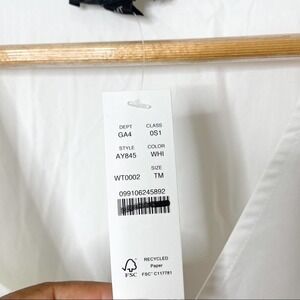 DEPT CLASS
GA4 0S1
STYLE COLOR
AY845 WHI
SIZE
WT0002 TM
099106245892
RECYCLED
Paper
FSC
FSC® C117781